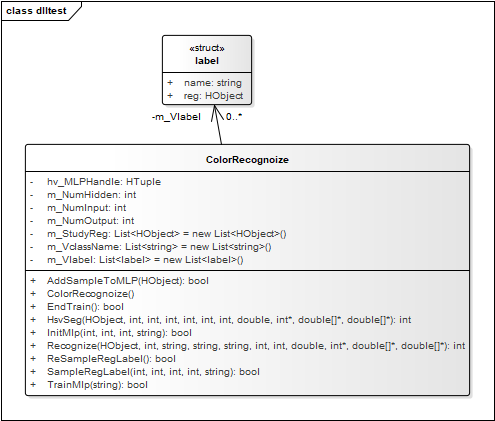 class dlltest
«struct»
label
+ name: string
+ reg: HObject
-m_Vlabel 0..*
ColorRecognoize
- hv_MLPHandle: HTuple
- m_NumHidden: int
- m_NumInput: int
- m_NumOutput: int
- m_StudyReg: List<HObject> = new List<HObject>()
- m_VclassName: List<string> = new List<string>()
- m_Vlabel: List<label> = new List<label>()
+ AddSampleToMLP(HObject): bool
+ ColorRecognoize()
+ EndTrain(): bool
+ HsvSeg(HObject, int, int, int, int, int, int, double, int*, double[]*, double[]*): int
+ InitMlp(int, int, int, string): bool
+ Recognize(HObject, int, string, string, string, int, int, double, int*, double[]*, double[]*): int
+ ReSampleRegLabel(): bool
+ SampleRegLabel(int, int, int, int, string): bool
+ TrainMlp(string): bool